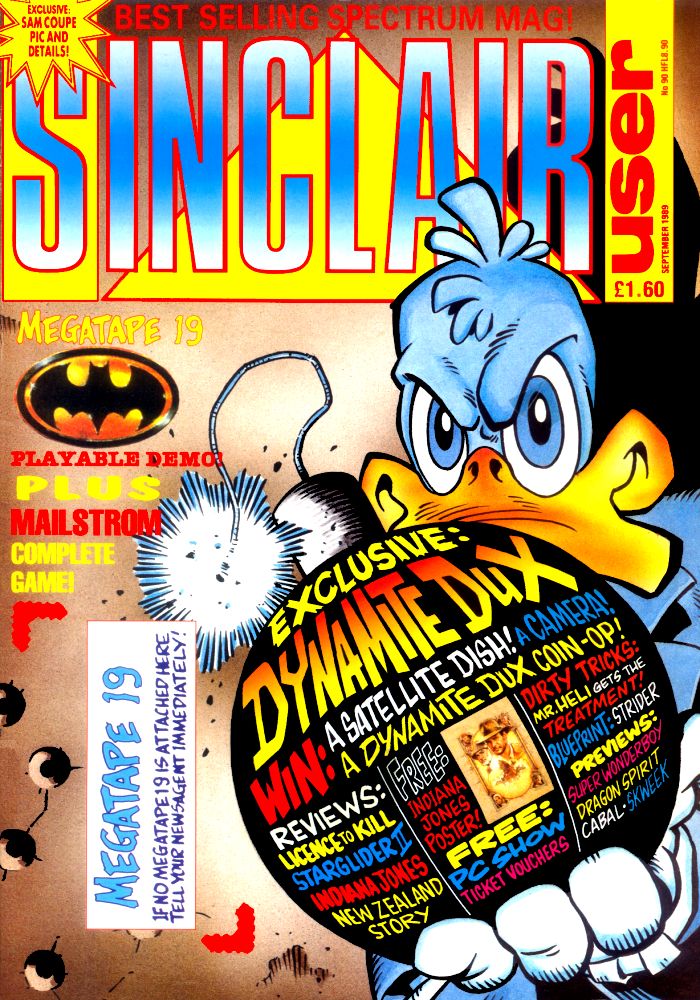 EXCLUSIVE:
SAM COUPE
PIC AND
DETAILS!
BEST SELLING SPECTRUM MAG!
SINCLAIR
user
No 90 HFL8.90
SEPTEMBER 1989
£1.60
MEGATAPE 19
PLAYABLE DEMO!
PLUS
MAILSTROM
COMPLETE
GAME!
MEGATAPE 19
IF NO MEGATAPE 19 IS ATTACHED HERE
TELL YOUR NEWSAGENT IMMEDIATELY!
EXCLUSIVE:
DYNAMITE DUX
WIN: A SATELLITE DISH! A CAMERA!
A DYNAMITE DUX COIN-OP!
REVIEWS:
LICENCE TO KILL
STARGLIDER II
INDIANA JONES
NEW ZEALAND
STORY
FREE:
INDIANA
JONES
POSTER!
FREE:
PC SHOW
TICKET VOUCHERS
DIRTY TRICKS:
MR.HELI GETS THE
TREATMENT!
BLUEPRINT: STRIDER
PREVIEWS:
SUPER WONDERBOY
DRAGON SPIRIT
CABAL · SKWEEK